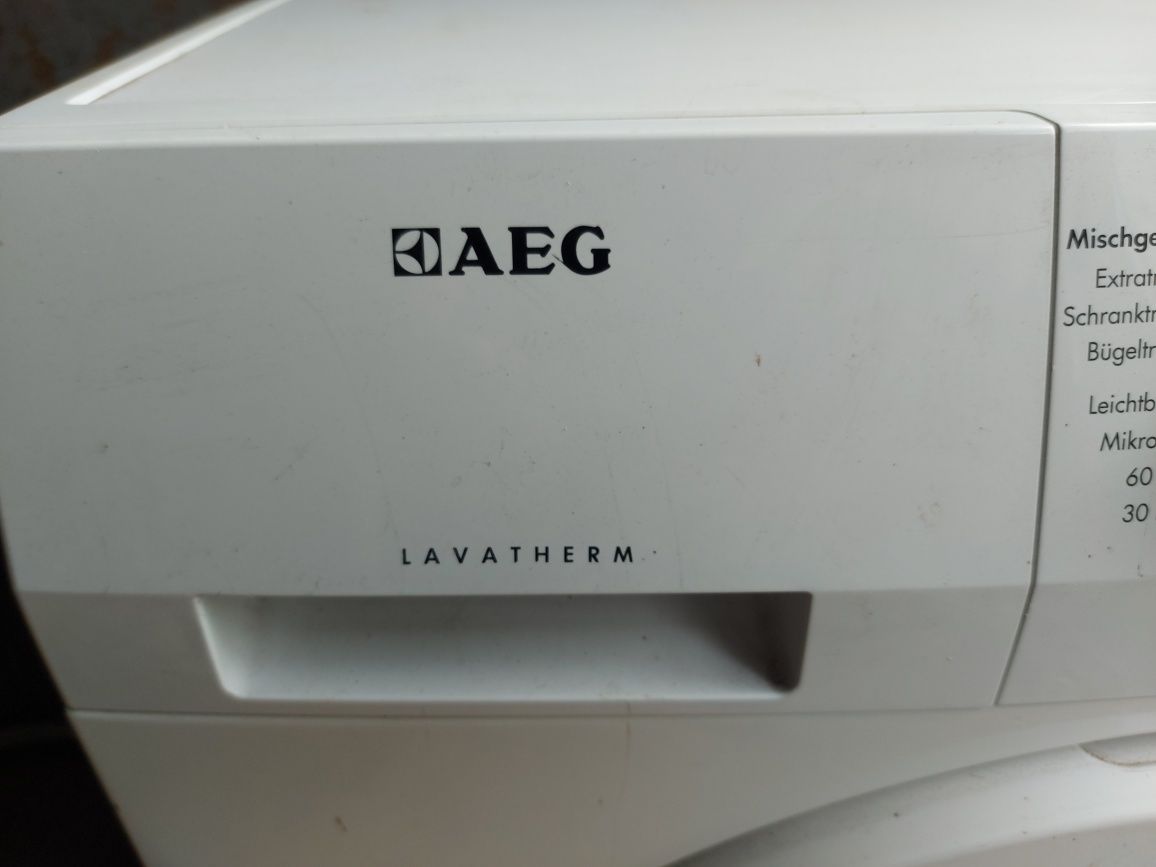 AEG
LAVATHERM
Mischge
Extratr
Schranktr
Bügeltr
Leichtb
Mikro
60
30